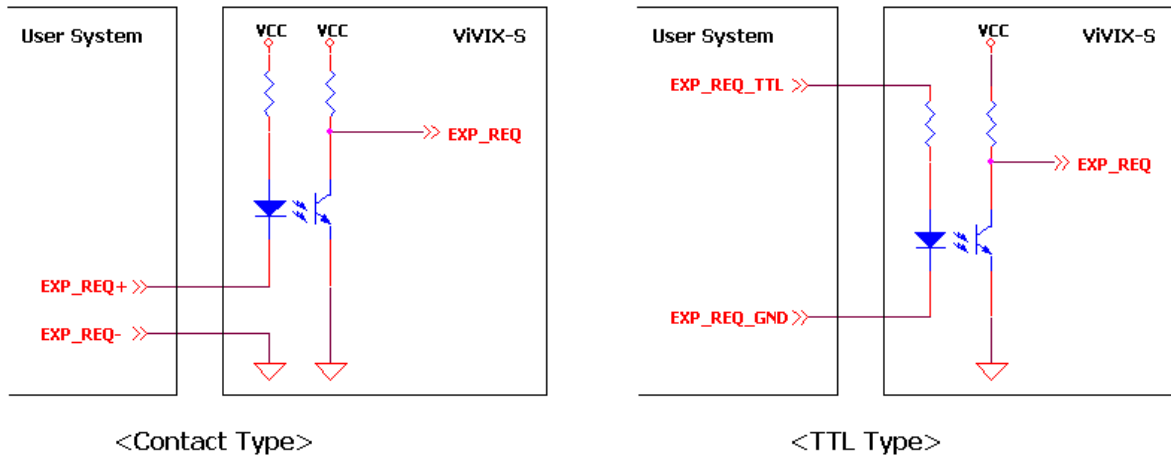 User System
VCC
VCC
ViVIX-S
EXP_REQ
EXP_REQ+
EXP_REQ-
<Contact Type>
User System
VCC
ViVIX-S
EXP_REQ_TTL
EXP_REQ
EXP_REQ_GND
<TTL Type>